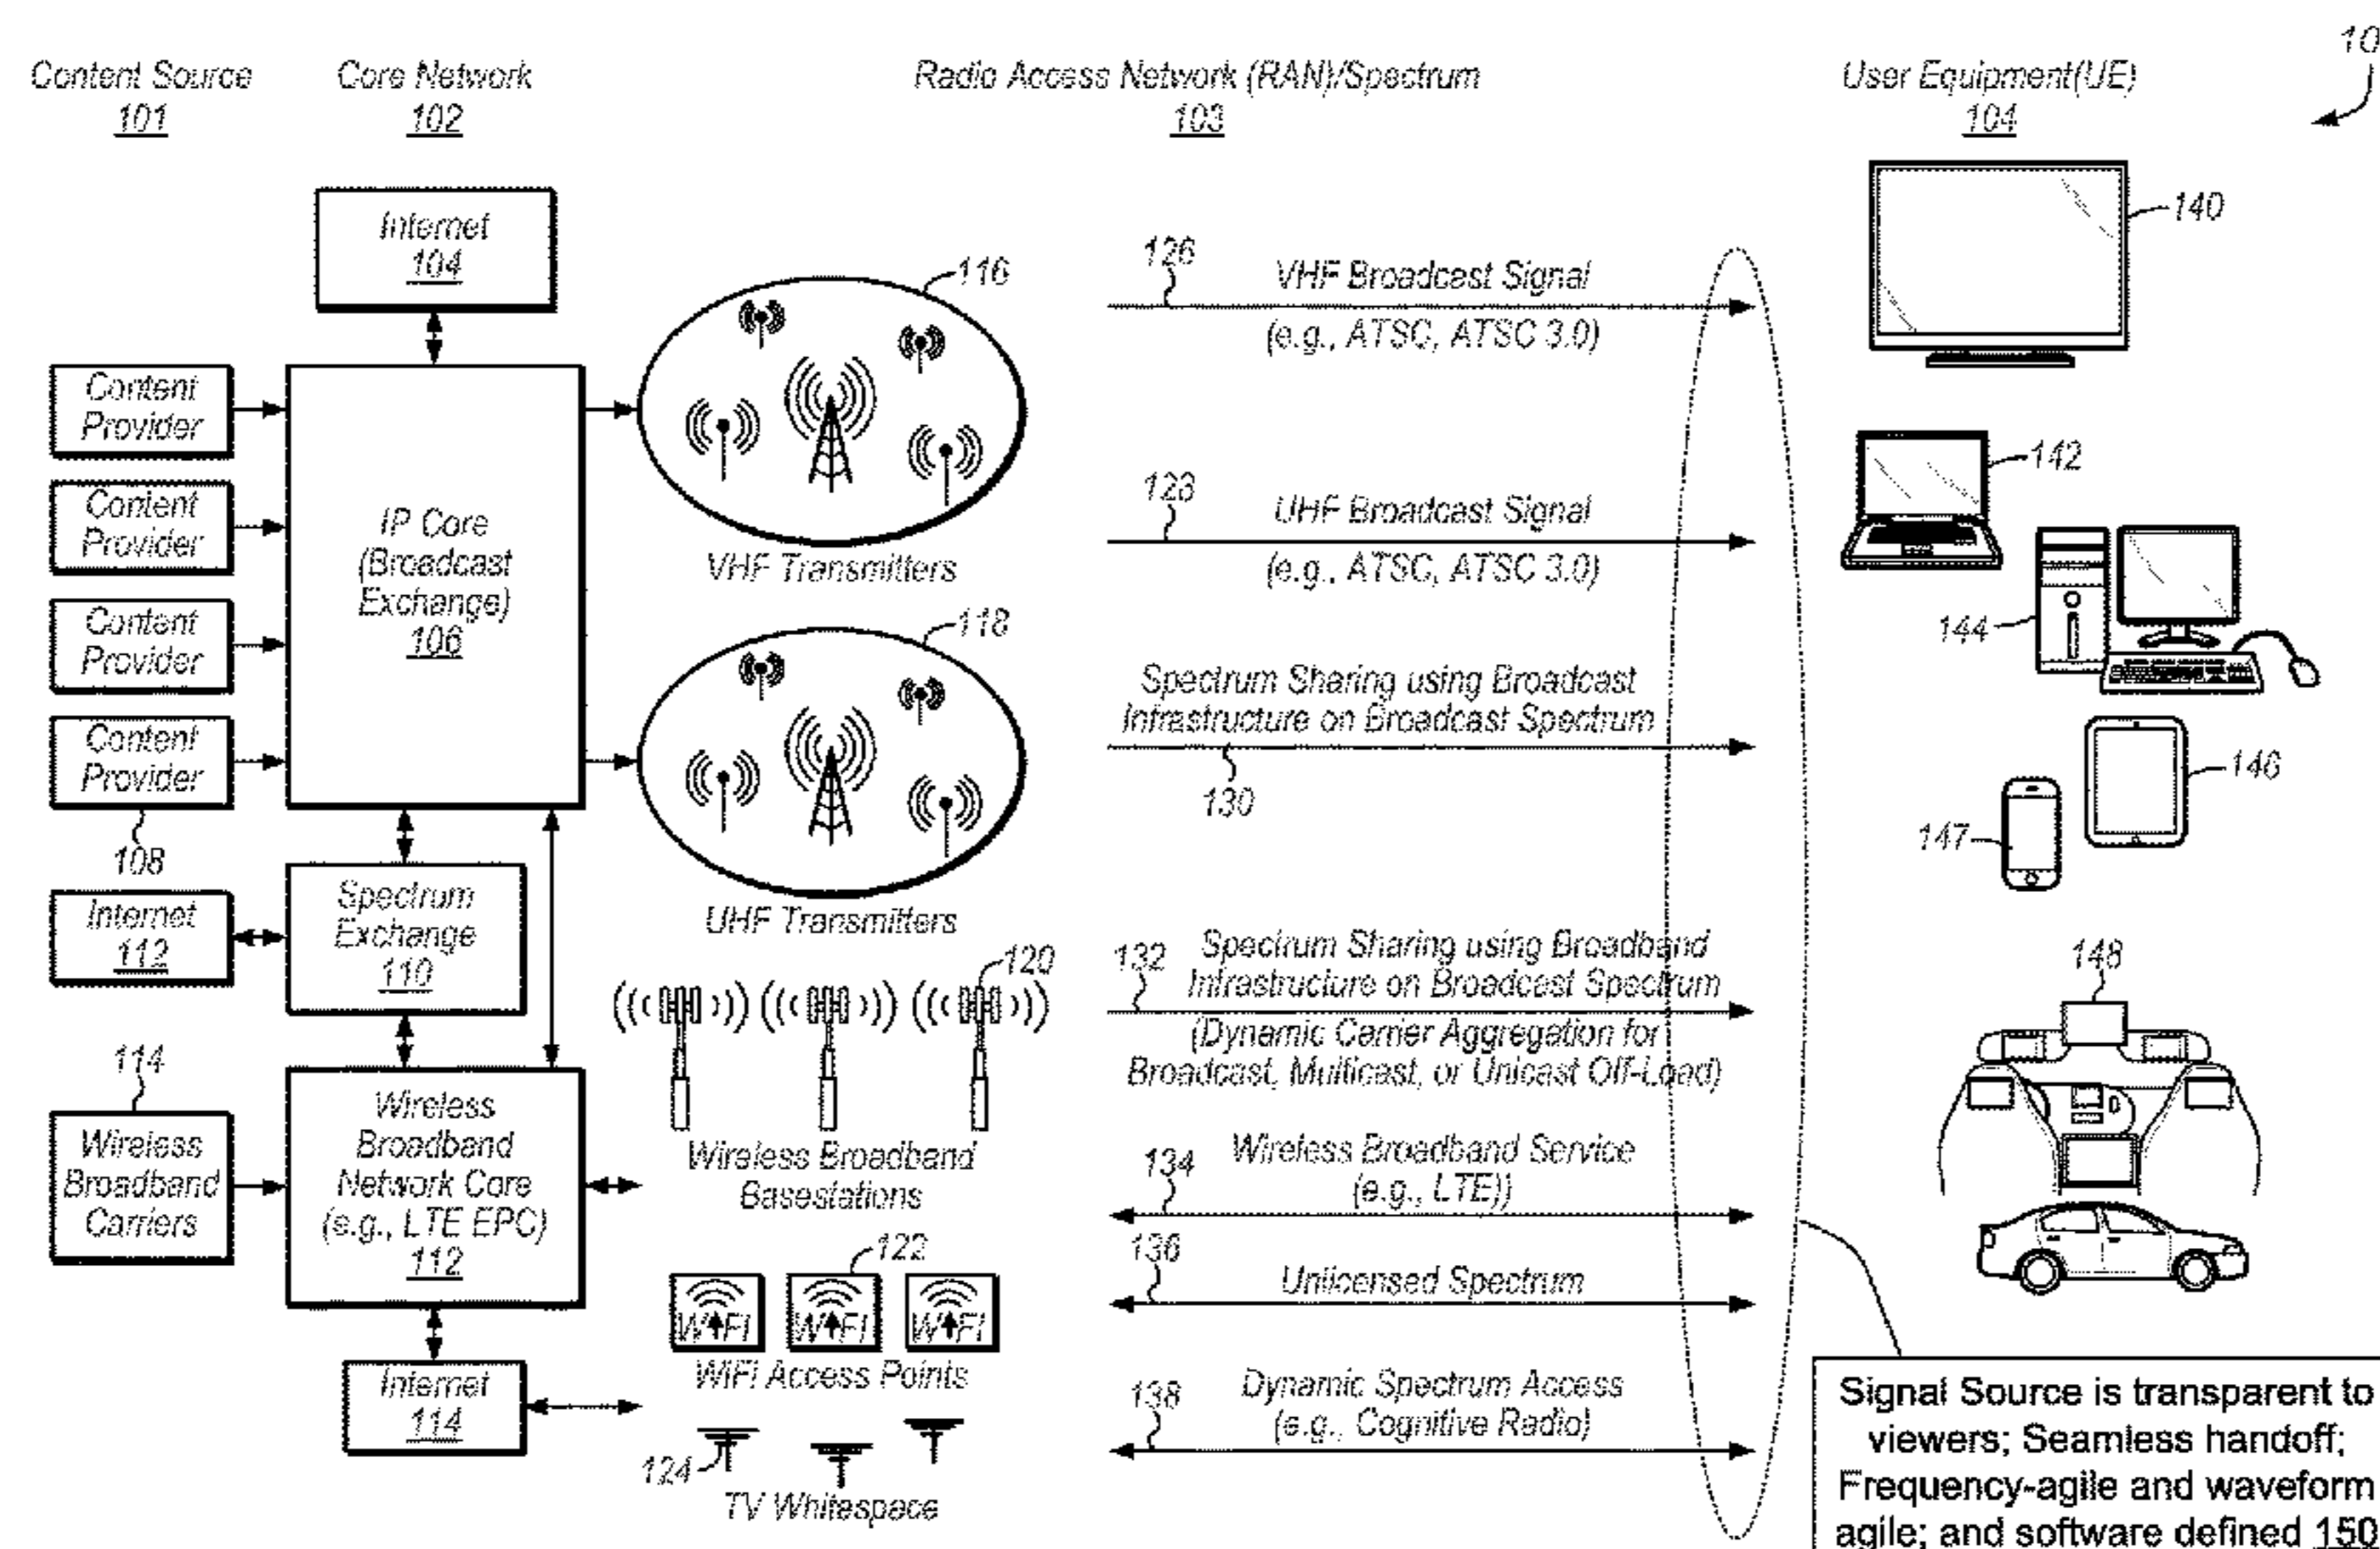 Content Source
101
Core Network
102
Radio Access Network (RAN)/Spectrum
103
User Equipment(UE)
104
10
Internet
104
Content
Provider
Content
Provider
Content
Provider
Content
Provider
108
IP Core
(Broadcast
Exchange)
106
Internet
112
Spectrum
Exchange
110
114
Wireless
Broadband
Carriers
Wireless
Broadband
Network Core
(e.g., LTE EPC)
112
Internet
114
116
VHF Transmitters
118
UHF Transmitters
120
Wireless Broadband
Basestations
122
WiFi
WiFi
WiFi
WiFi Access Points
124
TV Whitespace
126
VHF Broadcast Signal
(e.g., ATSC, ATSC 3.0)
128
UHF Broadcast Signal
(e.g., ATSC, ATSC 3.0)
Spectrum Sharing using Broadcast
Infrastructure on Broadcast Spectrum
130
132
Spectrum Sharing using Broadband
Infrastructure on Broadcast Spectrum
(Dynamic Carrier Aggregation for
Broadcast, Multicast, or Unicast Off-Load)
134
Wireless Broadband Service
(e.g., LTE))
136
Unlicensed Spectrum
138
Dynamic Spectrum Access
(e.g., Cognitive Radio)
140
142
144
146
147
148
Signal Source is transparent to
viewers; Seamless handoff;
Frequency-agile and waveform
agile; and software defined 150